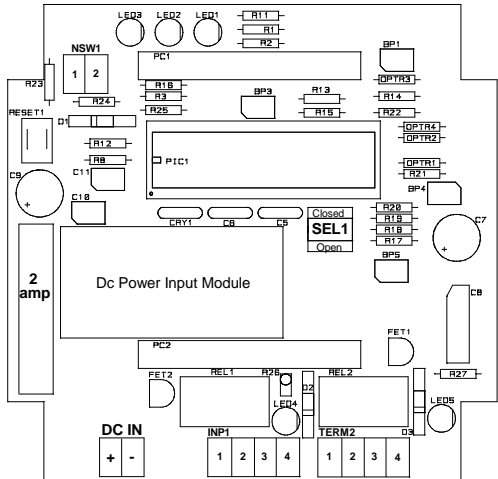 LED3 LED2 LED1
R11
R1
R2
NSW1
1 2
R23
R24
D1
RESET1
R12
R8
C11
C9
+
C10
PC1
R16
R3
R25
BP3
R13
R15
BP1
OPTR3
R14
R22
OPTR4
OPTR2
OPTR1
R21
BP4
PIC1
CRY1 C6 C5
Closed
SEL1
Open
R20
R19
R18
R17
BP5
C7
+
C8
2
amp
Dc Power Input Module
PC2
FET1
FET2
REL1
R26
D2
REL2
R27
LED4
D3
LED5
DC IN
+ -
INP1
1 2 3 4
TERM2
1 2 3 4